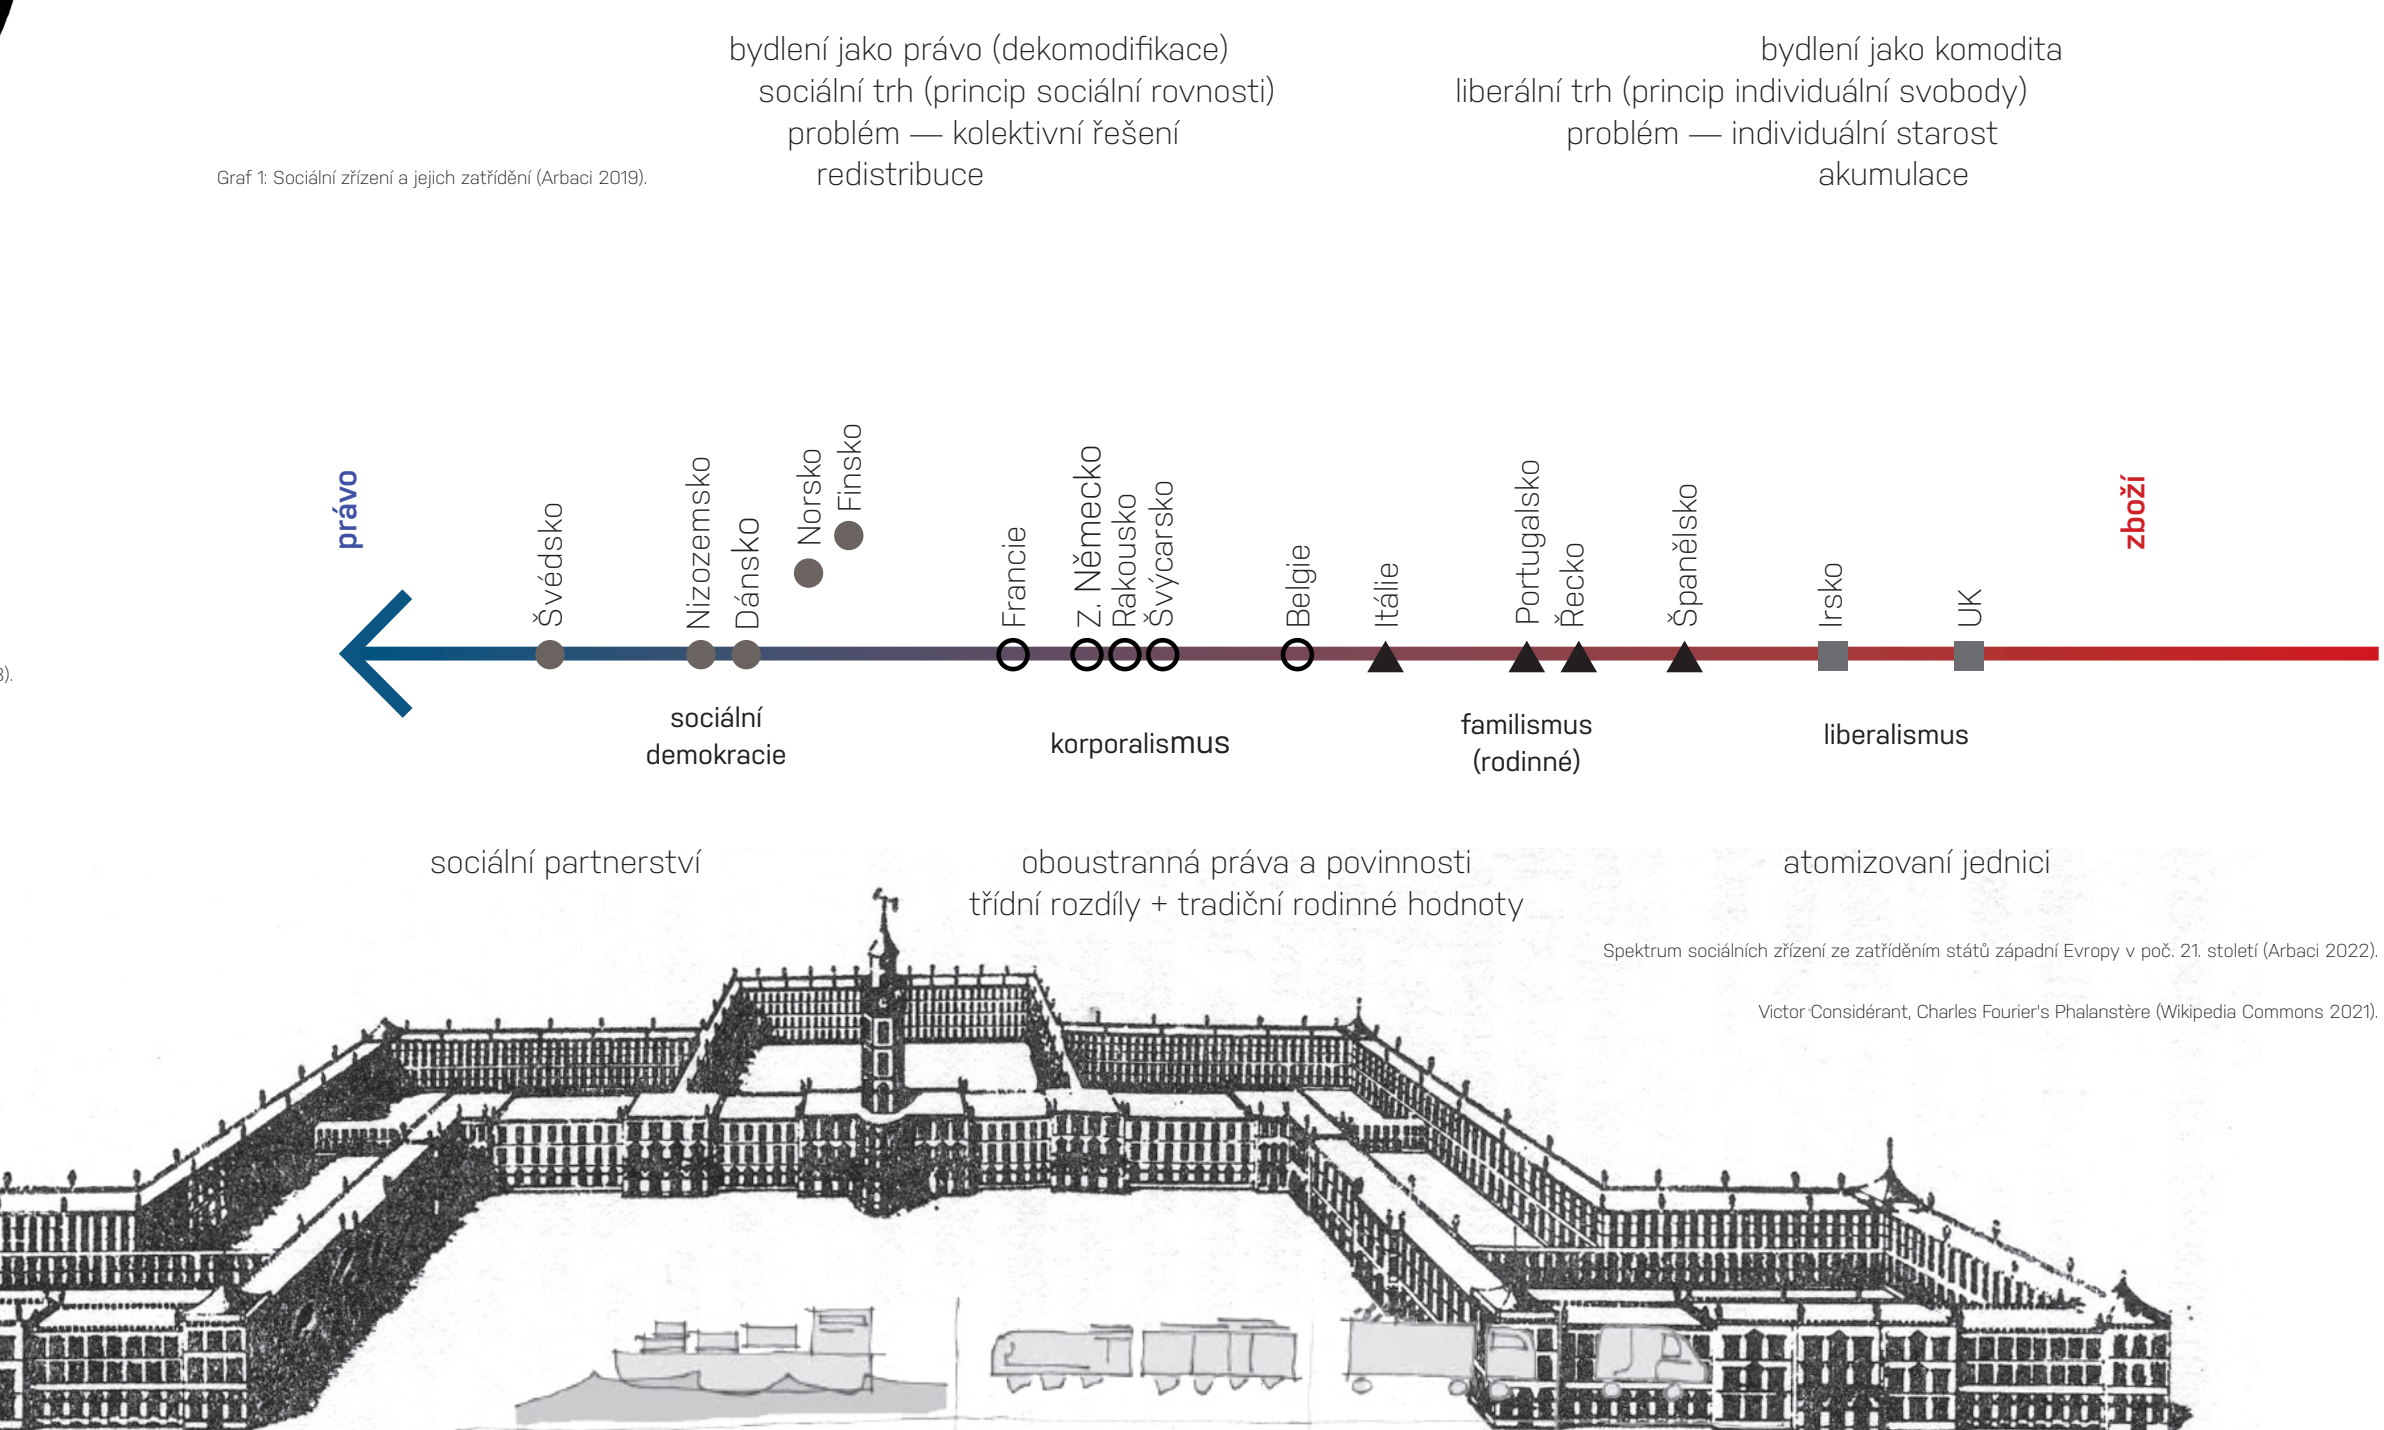 bydlení jako právo (dekomodifikace)
sociální trh (princip sociální rovnosti)
problém — kolektivní řešení
redistribuce
bydlení jako komodita
liberální trh (princip individuální svobody)
problém — individuální starost
akumulace
Graf 1: Sociální zřízení a jejich zatřídění (Arbaci 2019).
právo
Švédsko
Nizozemsko
Dánsko
Norsko
Finsko
Francie
Z. Německo
Rakousko
Švýcarsko
Belgie
Itálie
Portugalsko
Řecko
Španělsko
Irsko
UK
zboží
3).
sociální
demokracie
korporalismus
familismus
(rodinné)
liberalismus
sociální partnerství
oboustranná práva a povinnosti
třídní rozdíly + tradiční rodinné hodnoty
atomizovaní jednici
Spektrum sociálních zřízení ze zatříděním států západní Evropy v poč. 21. století (Arbaci 2022).
Victor Considérant, Charles Fourier's Phalanstère (Wikipedia Commons 2021).